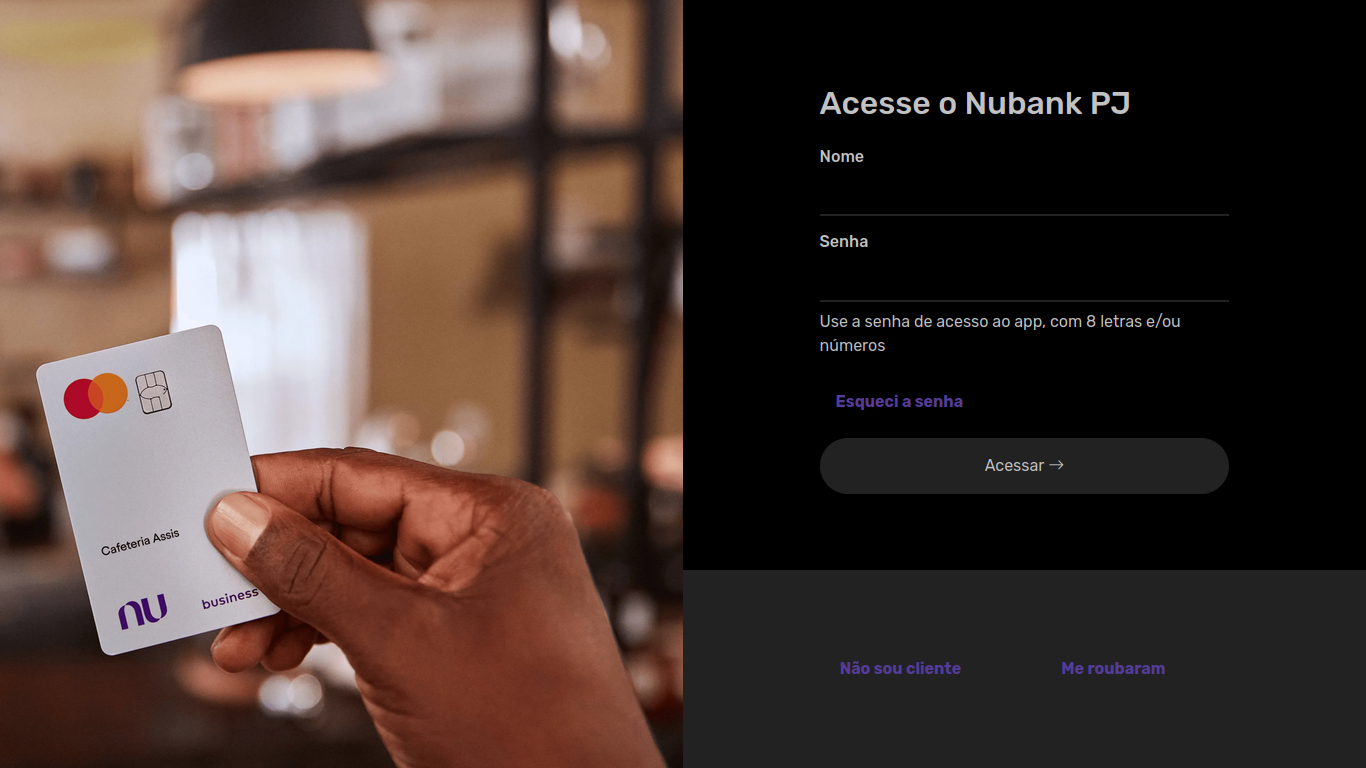 Cafeteria Assis
nu
business
Acesse o Nubank PJ
Nome
Senha
Use a senha de acesso ao app, com 8 letras e/ou
números
Esqueci a senha
Acessar →
Não sou cliente
Me roubaram